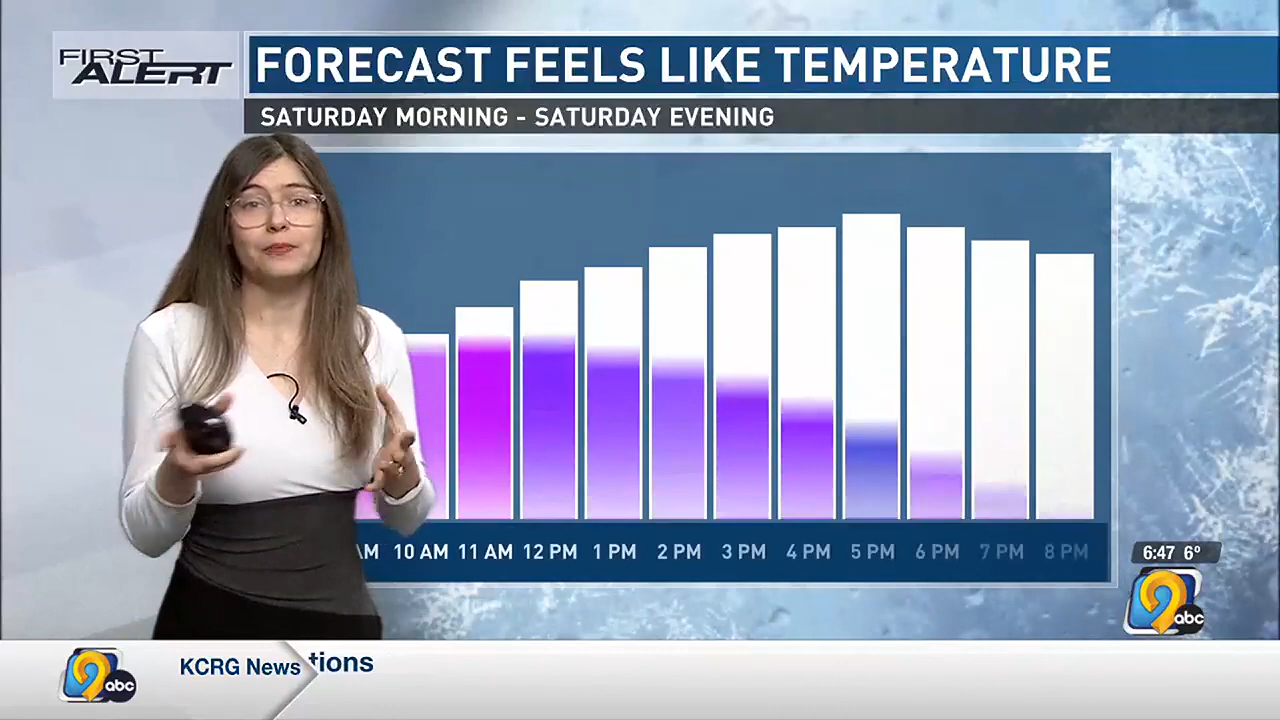 FIRST
ALERT
FORECAST FEELS LIKE TEMPERATURE
SATURDAY MORNING - SATURDAY EVENING
AM 10 AM 11 AM 12 PM 1 PM 2 PM 3 PM 4 PM 5 PM 6 PM 7 PM 8 PM
6:47 6°
9 abc
9 abc
KCRG News
tions